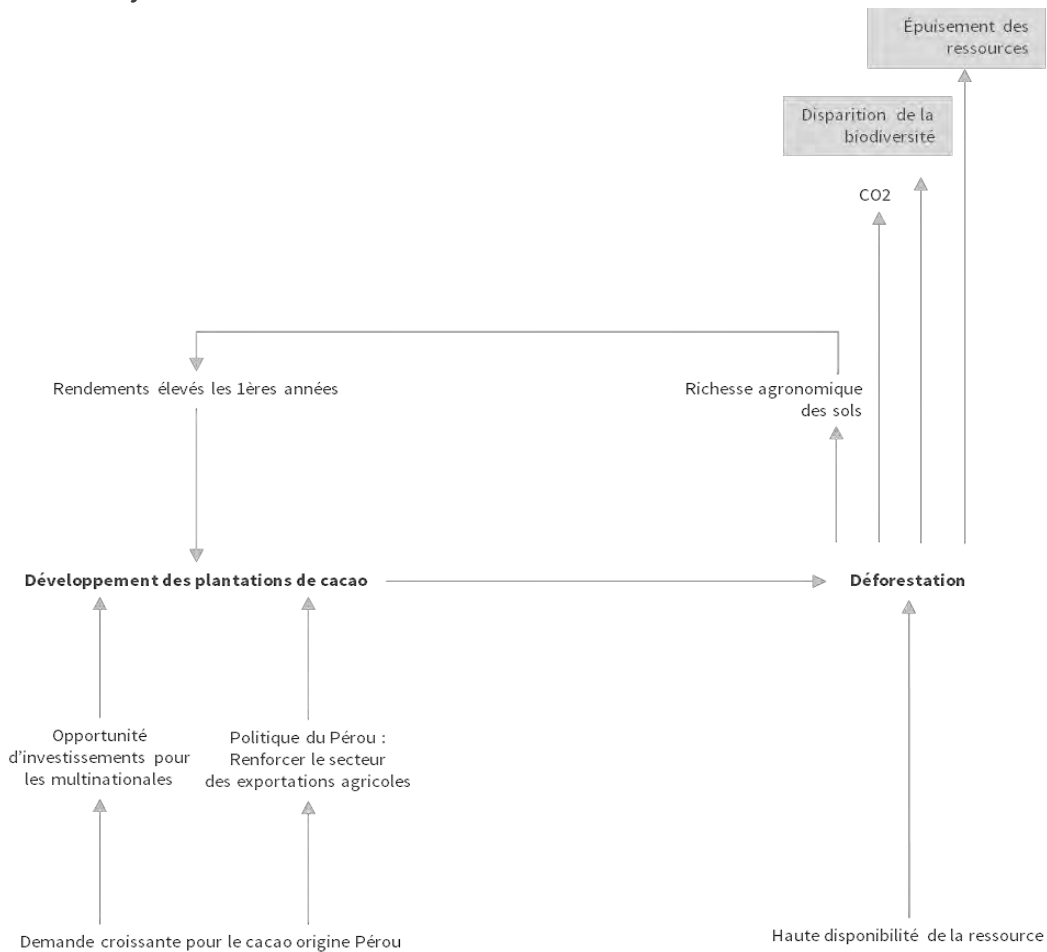 Épuisement des
ressources
Disparition de la
biodiversité
CO2
Rendements élevés les 1ères années
Richesse agronomique
des sols
Développement des plantations de cacao
Déforestation
Opportunité
d'investissements pour
les multinationales
Politique du Pérou :
Renforcer le secteur
des exportations agricoles
Demande croissante pour le cacao origine Pérou
Haute disponibilité de la ressource